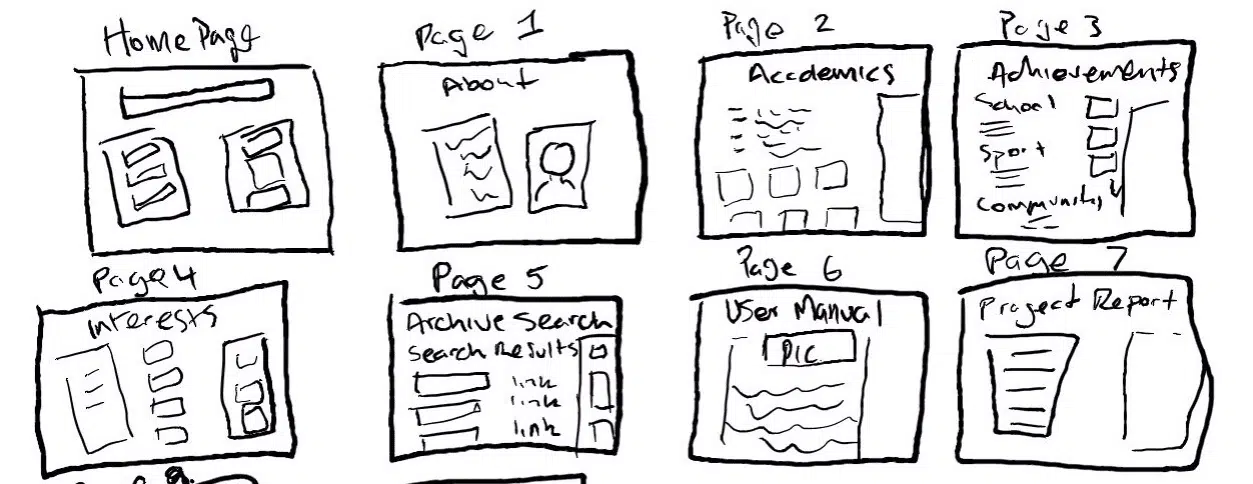 Home Page
Page 1
Page 2
Page 3
About
Academics
Achievements
School
Sport
Community
Page 4
Page 5
Page 6
Page 7
Interests
Archive Search
Search Results
link
link
link
User Manual
PIC
Project Report